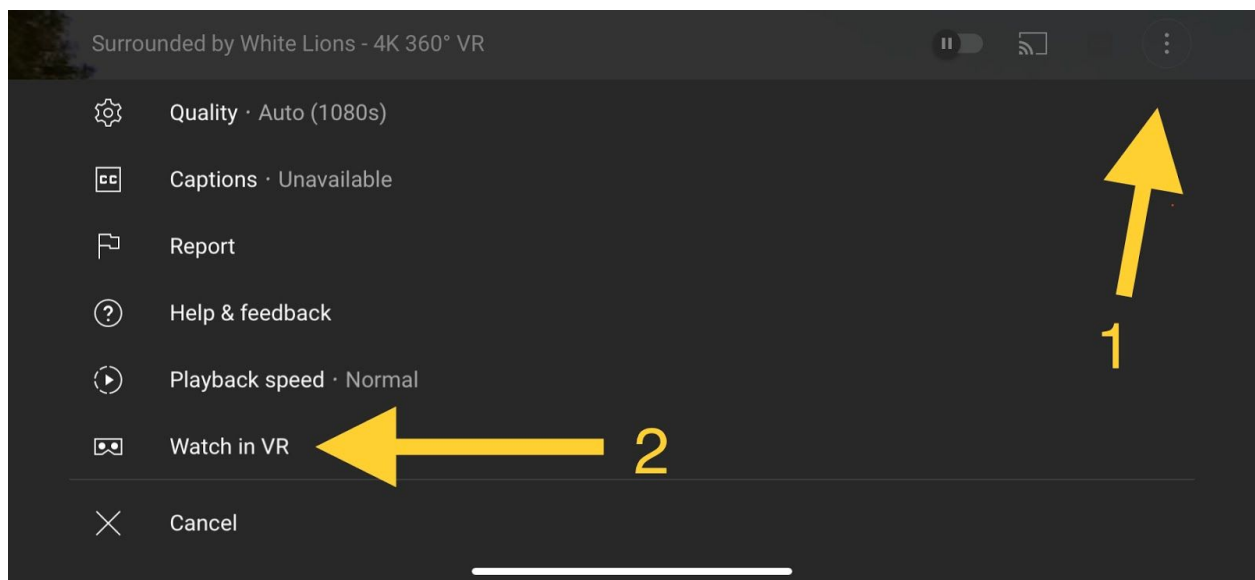 Surrounded by White Lions - 4K 360° VR
Quality · Auto (1080s)
CC
Captions · Unavailable
Report
?
Help & feedback
1
Playback speed · Normal
Watch in VR
2
Cancel